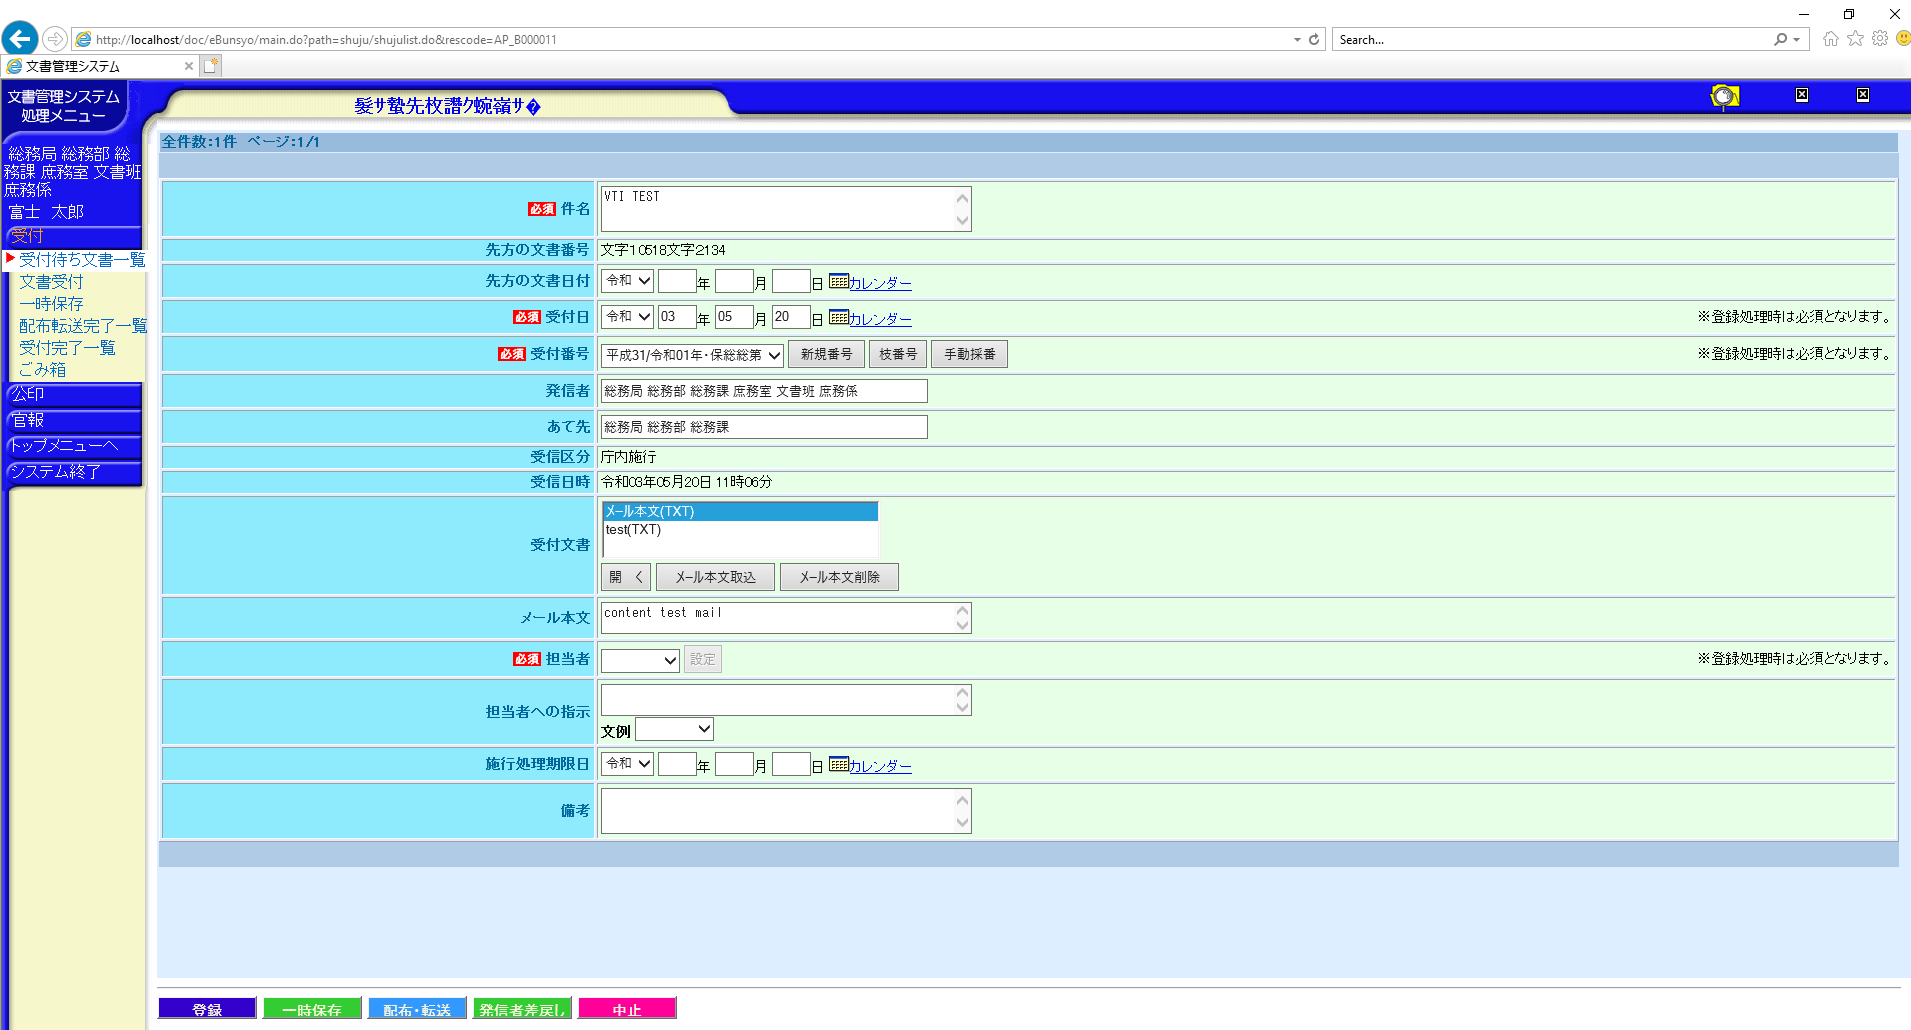 http://localhost/doc/eBunsyo/main.do?path=shuju/shujulist.do&rescode=AP_B000011
Search...
文書管理システム
文書管理システム
処理メニュー
総務局 総務部 総
務課 庶務室 文書班
庶務係
富士 太郎
受付
受付待ち文書一覧
文書受付
一時保存
配布転送完了一覧
受付完了一覧
ごみ箱
公印
官報
トップメニューへ
システム終了
髮サ蟄先枚譖ク蜿嶺サ�
全件数:1件 ページ:1/1
必須 件名 VTI TEST
先方の文書番号 文字10518文字2134
先方の文書日付 令和 年 月 日 カレンダー
必須 受付日 令和 03 年 05 月 20 日 カレンダー ※登録処理時は必須となります。
必須 受付番号 平成31/令和01年・保総総第 新規番号 枝番号 手動採番 ※登録処理時は必須となります。
発信者 総務局 総務部 総務課 庶務室 文書班 庶務係
あて先 総務局 総務部 総務課
受信区分 庁内施行
受信日時 令和03年05月20日 11時06分
受付文書
メール本文(TXT)
test(TXT)
開 く メール本文取込 メール本文削除
メール本文 content test mail
必須 担当者 設定 ※登録処理時は必須となります。
担当者への指示
文例
施行処理期限日 令和 年 月 日 カレンダー
備考
登録 一時保存 配布・転送 発信者差戻し 中止